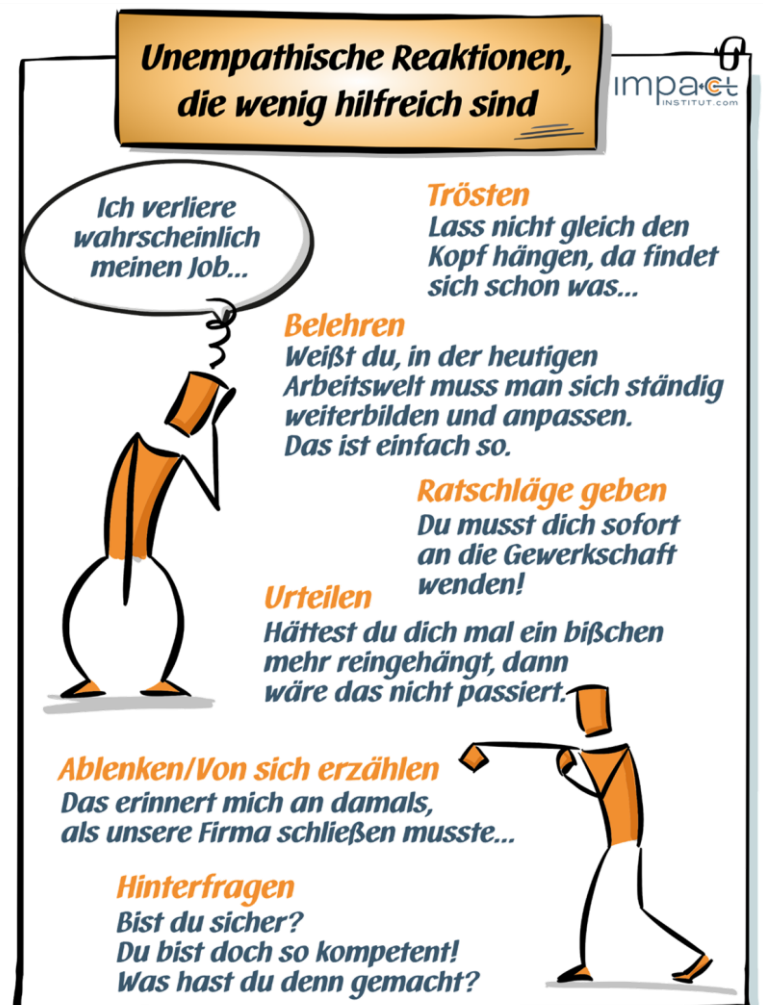 Unempathische Reaktionen,
die wenig hilfreich sind
impact
INSTITUT.com
Ich verliere
wahrscheinlich
meinen Job...
Trösten
Lass nicht gleich den
Kopf hängen, da findet
sich schon was...
Belehren
Weißt du, in der heutigen
Arbeitswelt muss man sich ständig
weiterbilden und anpassen.
Das ist einfach so.
Ratschläge geben
Du musst dich sofort
an die Gewerkschaft
wenden!
Urteilen
Hättest du dich mal ein bißchen
mehr reingehängt, dann
wäre das nicht passiert.
Ablenken/Von sich erzählen
Das erinnert mich an damals,
als unsere Firma schließen musste...
Hinterfragen
Bist du sicher?
Du bist doch so kompetent!
Was hast du denn gemacht?